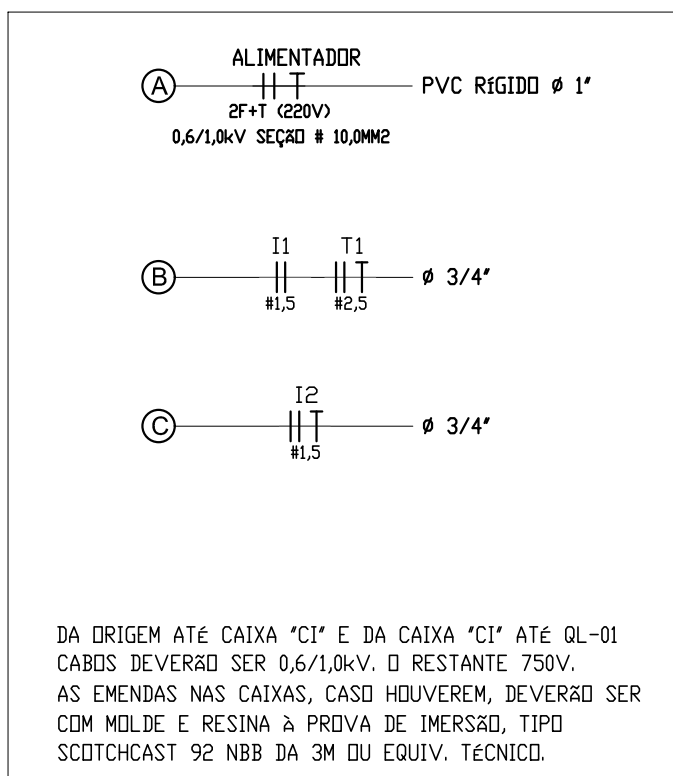 ALIMENTADOR
A PVC RíGIDO ø 1"
2F+T (220V)
0,6/1,0kV SEÇÃO # 10,0MM2
I1 T1
B ø 3/4"
#1,5 #2,5
I2
C ø 3/4"
#1,5
DA ORIGEM ATé CAIXA "CI" E DA CAIXA "CI" ATé QL-01
CABOS DEVERÃO SER 0,6/1,0kV. O RESTANTE 750V.
AS EMENDAS NAS CAIXAS, CASO HOUVEREM, DEVERÃO SER
COM MOLDE E RESINA à PROVA DE IMERSÃO, TIPO
SCOTCHCAST 92 NBB DA 3M OU EQUIV. TéCNICO.